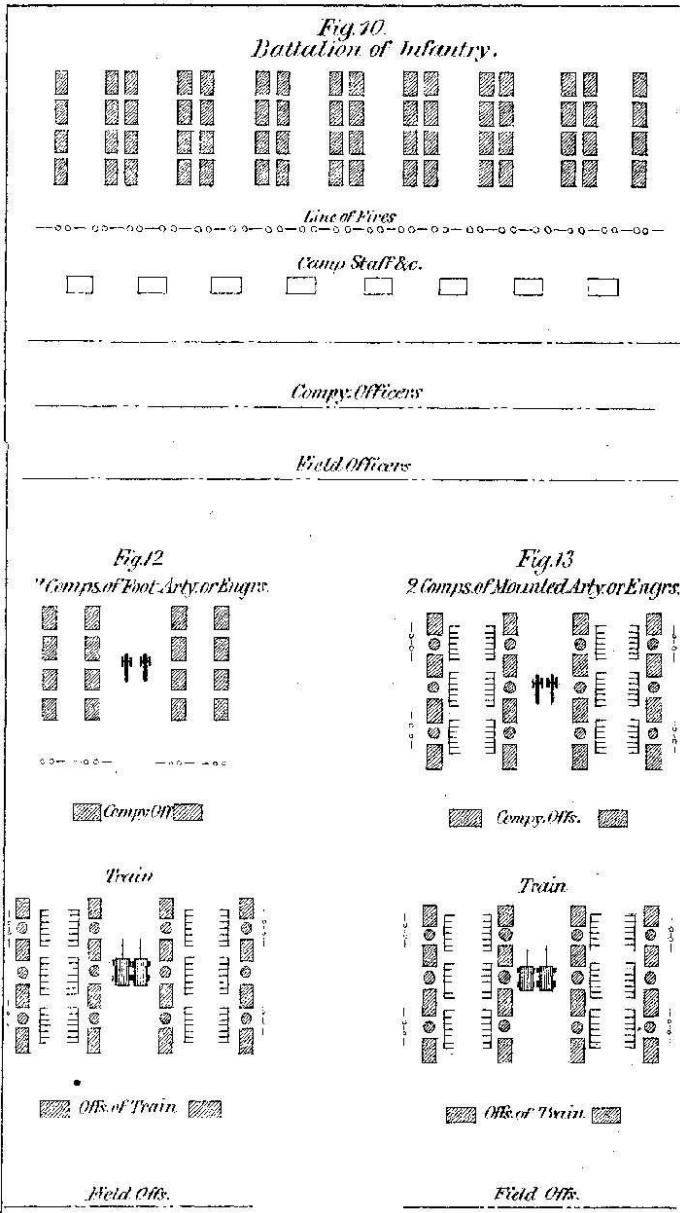 Fig. 10.
Battalion of Infantry.
Line of Fires
Camp Staff &c.
Compy. Officers
Field Officers
Fig. 12
Comps. of Foot Arty. or Engrs.
Compy. Off
Train
Offs. of Train
Field Offs.
Fig. 13
2 Comps. of Mounted Arty. or Engrs.
Compy. Offs.
Train
Offs. of Train
Field Offs.